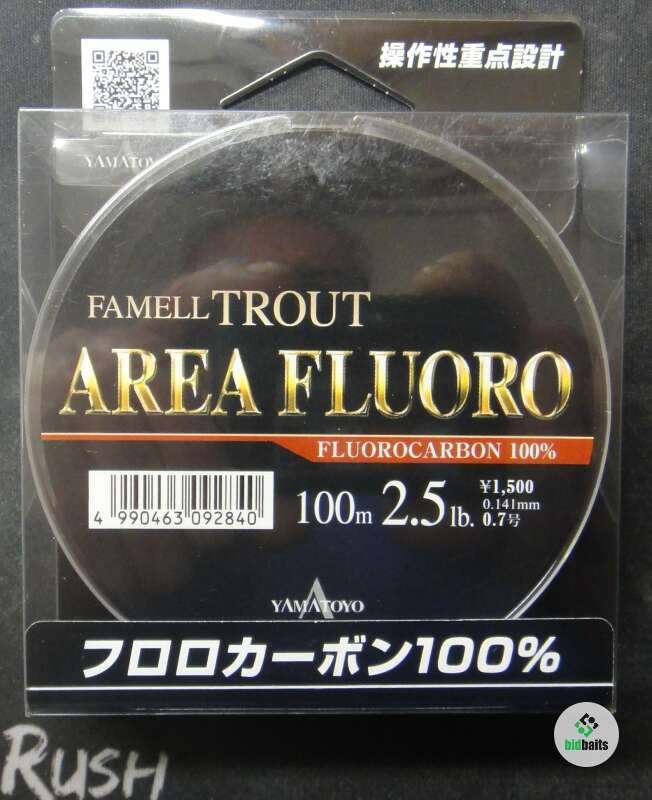 操作性重点設計
YAMATOYO
FAMELL TROUT
AREA FLUORO
FLUOROCARBON 100%
4 990463 092840
100m 2.5lb.
¥1,500
0.141mm
0.7号
YAMATOYO
フロロカーボン100%
RUSH
bidbaits